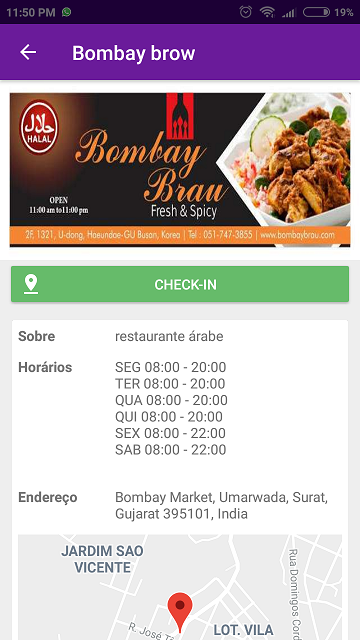 11:50 PM
19%
Bombay brow
حلال
HALAL
Bombay
Brau
Fresh & Spicy
OPEN
11:00 am to 11:00 pm
2F, 1321, U-dong, Haeundae-GU Busan, Korea | Tel : 051-747-3855 | www.bombaybrau.com
CHECK-IN
Sobre restaurante árabe
Horários SEG 08:00 - 20:00
TER 08:00 - 20:00
QUA 08:00 - 20:00
QUI 08:00 - 20:00
SEX 08:00 - 22:00
SAB 08:00 - 22:00
Endereço Bombay Market, Umarwada, Surat,
Gujarat 395101, India
JARDIM SAO
VICENTE
Rua Domingos Cord
R. José Ta
LOT. VILA